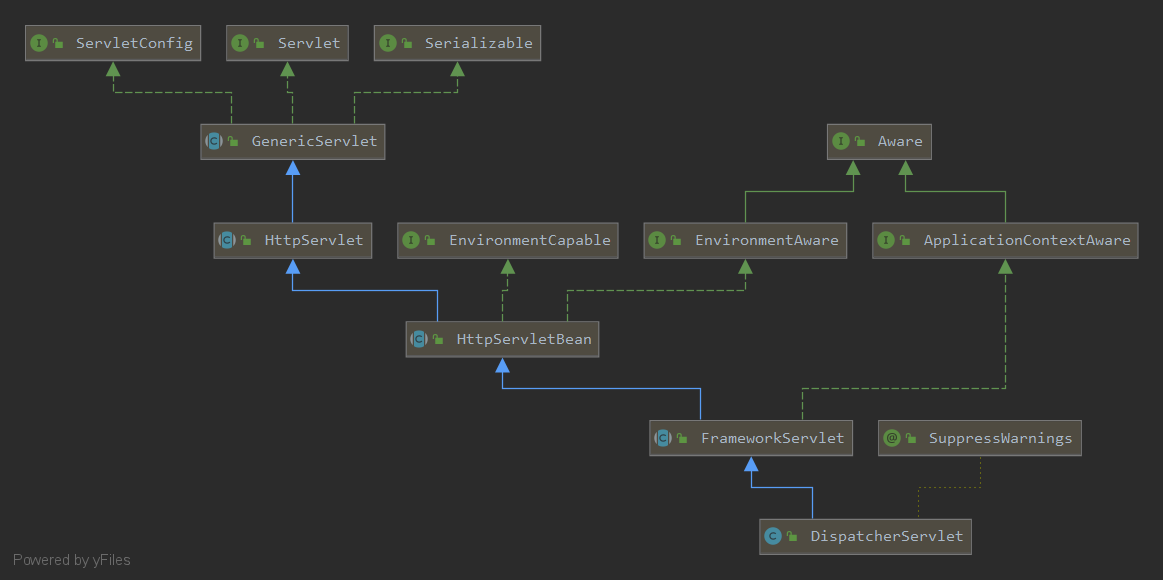 ServletConfig
Servlet
Serializable
GenericServlet
Aware
HttpServlet
EnvironmentCapable
EnvironmentAware
ApplicationContextAware
HttpServletBean
FrameworkServlet
SuppressWarnings
DispatcherServlet
Powered by yFiles